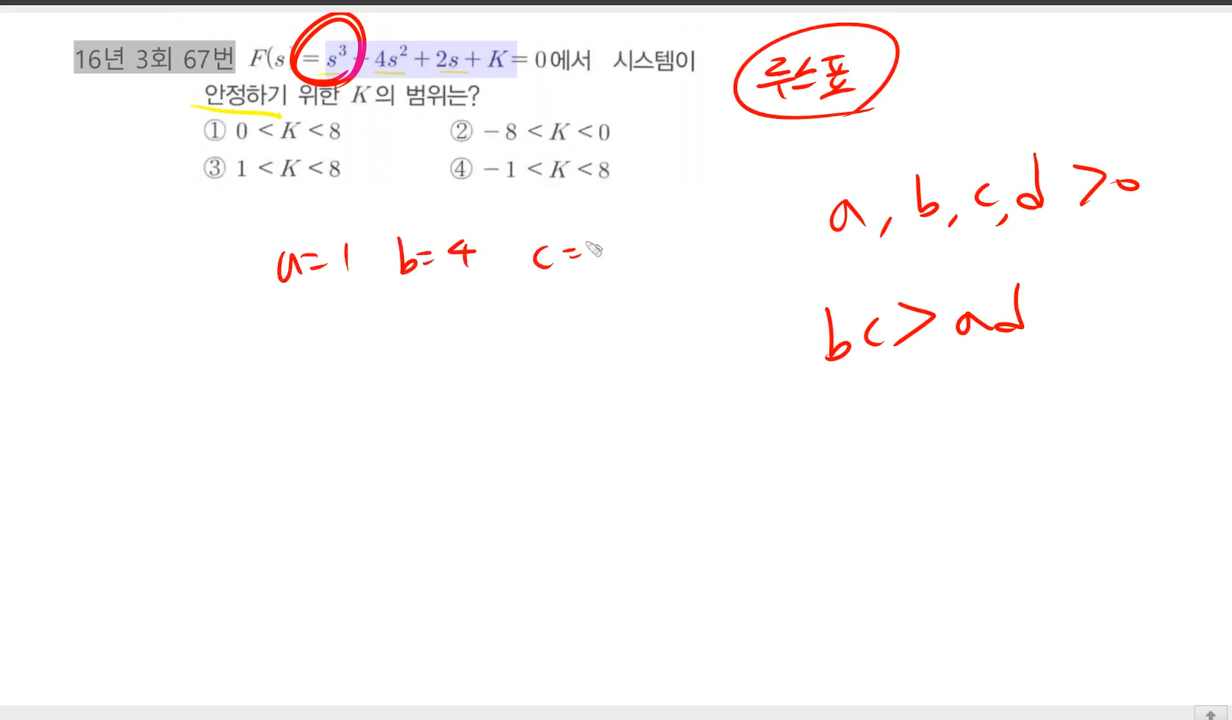 16년 3회 67번 F(s) = s³ + 4s² + 2s + K = 0에서 시스템이
안정하기 위한 K의 범위는?
① 0 < K < 8 ② -8 < K < 0
③ 1 < K < 8 ④ -1 < K < 8
루스표
a, b, c, d > 0
a=1 b=4 c=
bc > ad